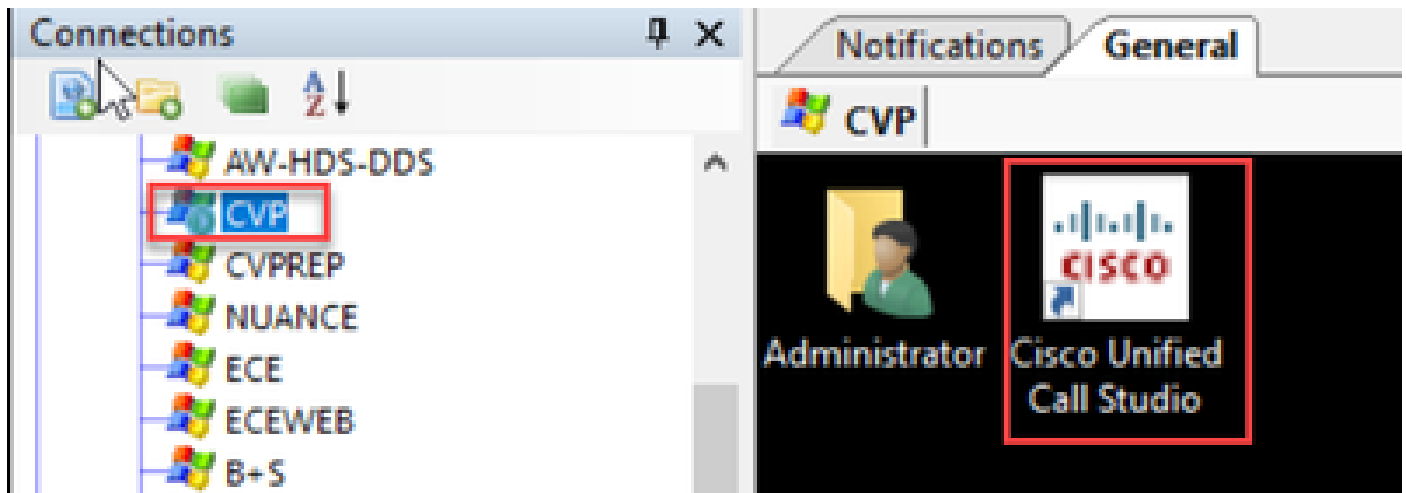 Connections
AW-HDS-DDS
CVP
CVPREP
NUANCE
ECE
ECEWEB
B+S
Notifications
General
CVP
Administrator
CISCO
Cisco Unified
Call Studio